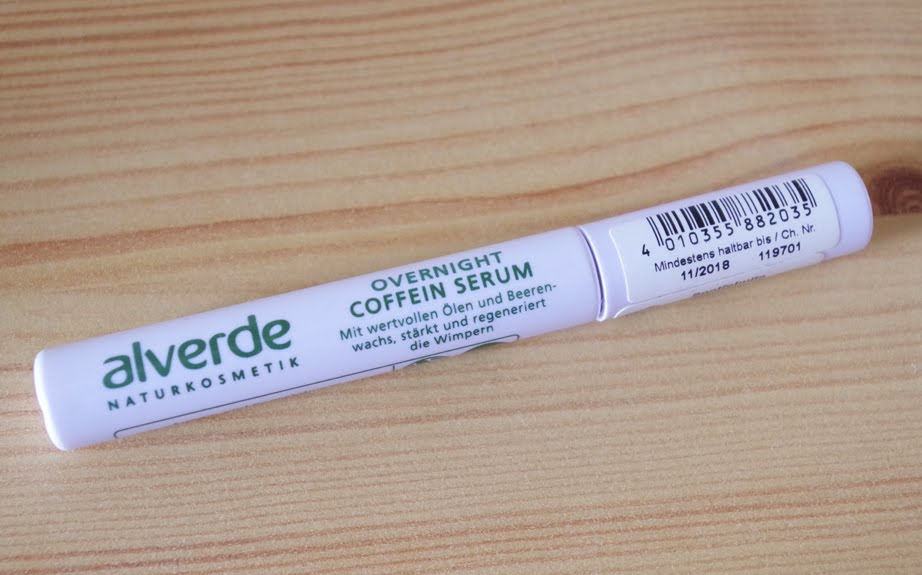 alverde
NATURKOSMETIK
OVERNIGHT
COFFEIN SERUM
Mit wertvollen Ölen und Beeren-
wachs, stärkt und regeneriert
die Wimpern
4 010355 882035
Mindestens haltbar bis / Ch. Nr.
11/2018 119701